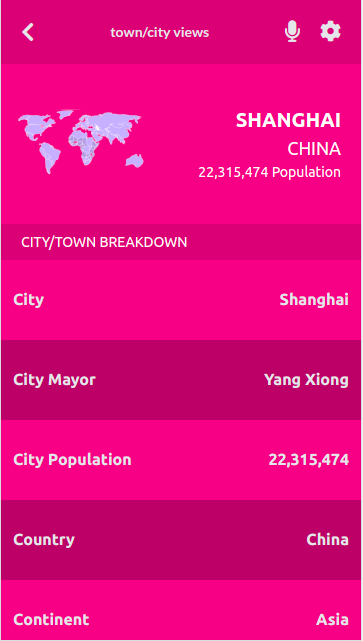 town/city views
SHANGHAI
CHINA
22,315,474 Population
CITY/TOWN BREAKDOWN
City Shanghai
City Mayor Yang Xiong
City Population 22,315,474
Country China
Continent Asia